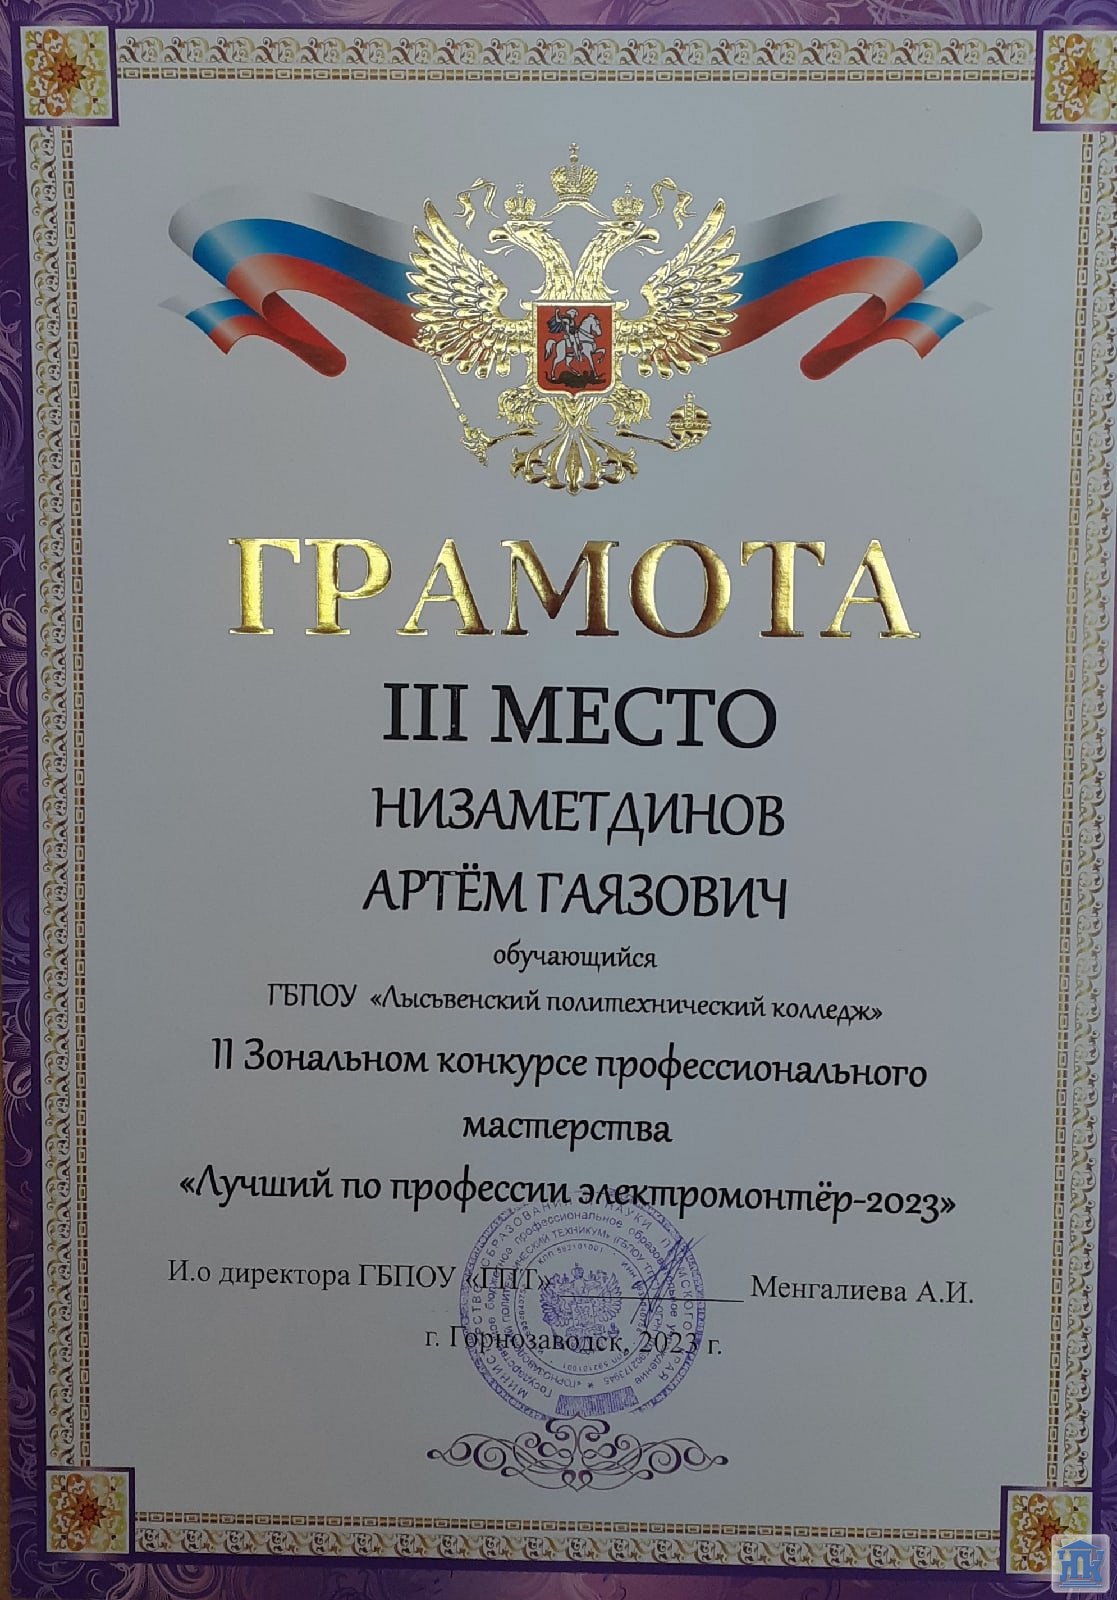 ГРАМОТА
III МЕСТО
НИЗАМЕТДИНОВ
АРТЁМ ГАЯЗОВИЧ
обучающийся
ГБПОУ «Лысьвенский политехнический колледж»
II Зональном конкурсе профессионального
мастерства
«Лучший по профессии электромонтёр-2023»
И.о директора ГБПОУ «ГПТ» Менгалиева А.И.
г. Горнозаводск, 2023 г.